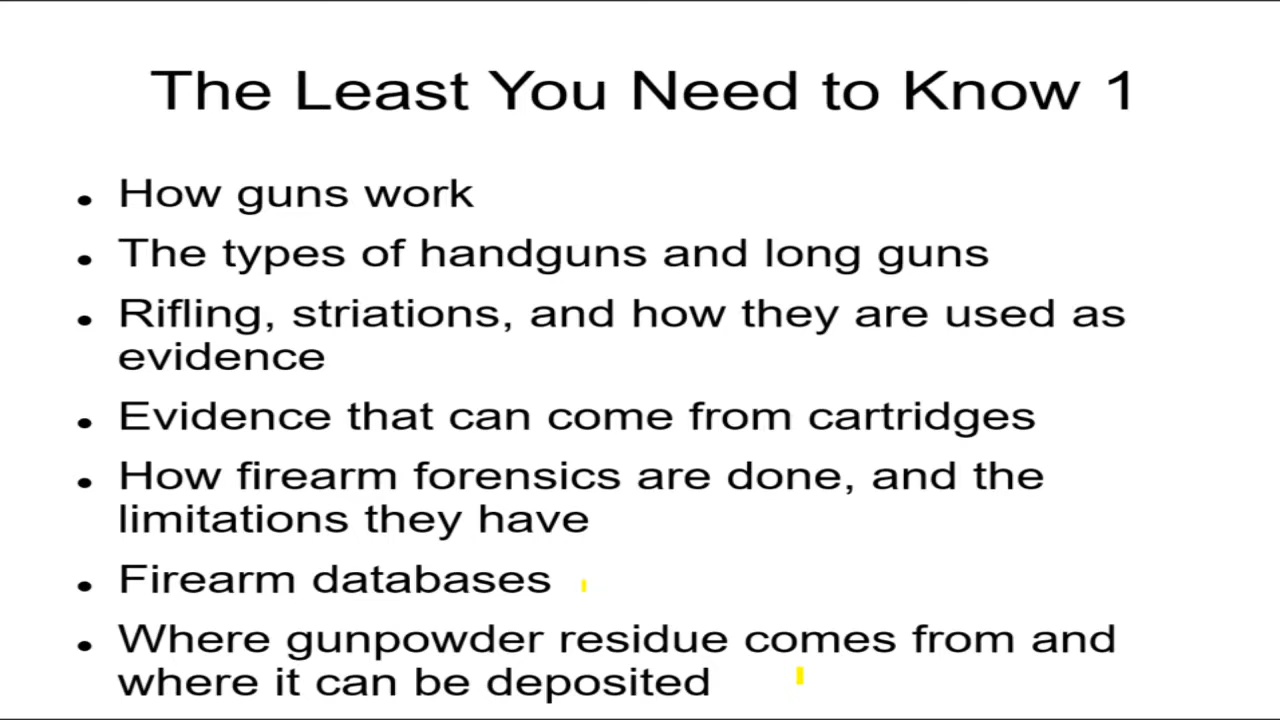 The Least You Need to Know 1
• How guns work
• The types of handguns and long guns
• Rifling, striations, and how they are used as
evidence
• Evidence that can come from cartridges
• How firearm forensics are done, and the
limitations they have
• Firearm databases
• Where gunpowder residue comes from and
where it can be deposited